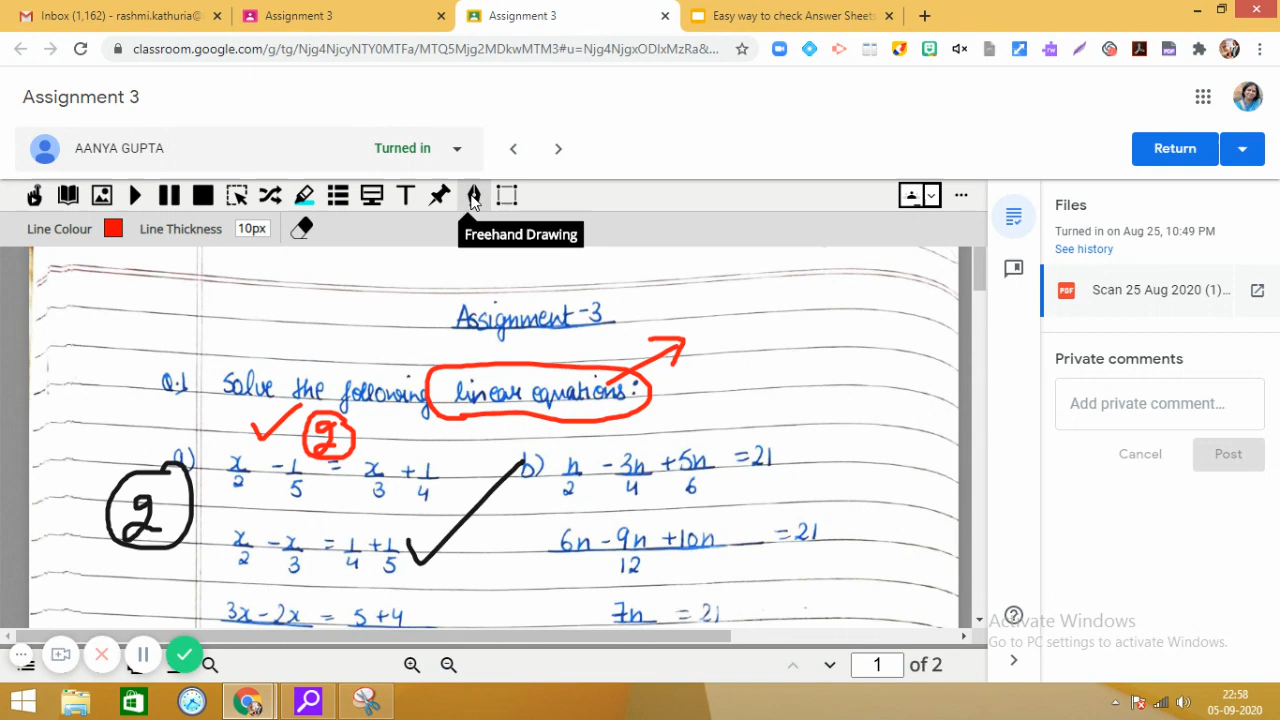 Inbox (1,162) - rashmi.kathuria@
Assignment 3
Assignment 3
Easy way to check Answer Sheets
classroom.google.com/g/tg/Njg4NjcyNTY0MTFa/MTQ5Mjg2MDkwMTM3#u=Njg4NjgxODIxMzRa&...
Assignment 3
AANYA GUPTA
Turned in
Return
Line Colour
Line Thickness
10px
Freehand Drawing
Files
Turned in on Aug 25, 10:49 PM
See history
PDF
Scan 25 Aug 2020 (1)...
Private comments
Add private comment...
Cancel
Post
Assignment-3
Q.1 Solve the following linear equations:
2
a) x/2 - 1/5 = x/3 + 1/4
b) n/2 - 3n/4 + 5n/6 = 21
2
x/2 - x/3 = 1/4 + 1/5
6n - 9n + 10n / 12 = 21
3x - 2x = 5 + 4
7n = 21
Activate Windows
Go to PC settings to activate Windows.
1 of 2
22:58
05-09-2020